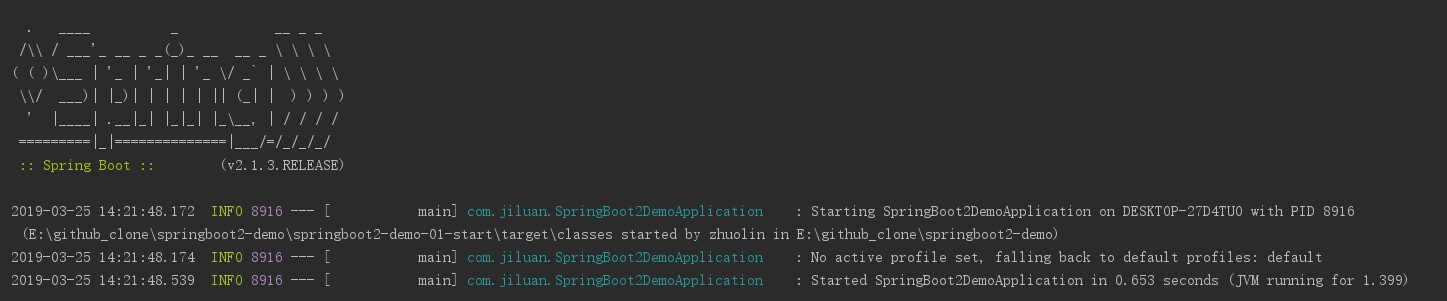 .   ____          _            __ _ _
 /\\ / ___'_ __ _ _(_)_ __  __ _ \ \ \ \
( ( )\___ | '_ | '_| | '_ \/ _` | \ \ \ \
 \\/  ___)| |_)| | | | | || (_| |  ) ) ) )
  '  |____| .__|_| |_|_| |_\__, | / / / /
 =========|_|==============|___/=/_/_/_/
 :: Spring Boot ::        (v2.1.3.RELEASE)
2019-03-25 14:21:48.172  INFO 8916 --- [           main] com.jiluan.SpringBoot2DemoApplication    : Starting SpringBoot2DemoApplication on DESKTOP-27D4TU0 with PID 8916
 (E:\github_clone\springboot2-demo\springboot2-demo-01-start\target\classes started by zhuolin in E:\github_clone\springboot2-demo)
2019-03-25 14:21:48.174  INFO 8916 --- [           main] com.jiluan.SpringBoot2DemoApplication    : No active profile set, falling back to default profiles: default
2019-03-25 14:21:48.539  INFO 8916 --- [           main] com.jiluan.SpringBoot2DemoApplication    : Started SpringBoot2DemoApplication in 0.653 seconds (JVM running for 1.399)